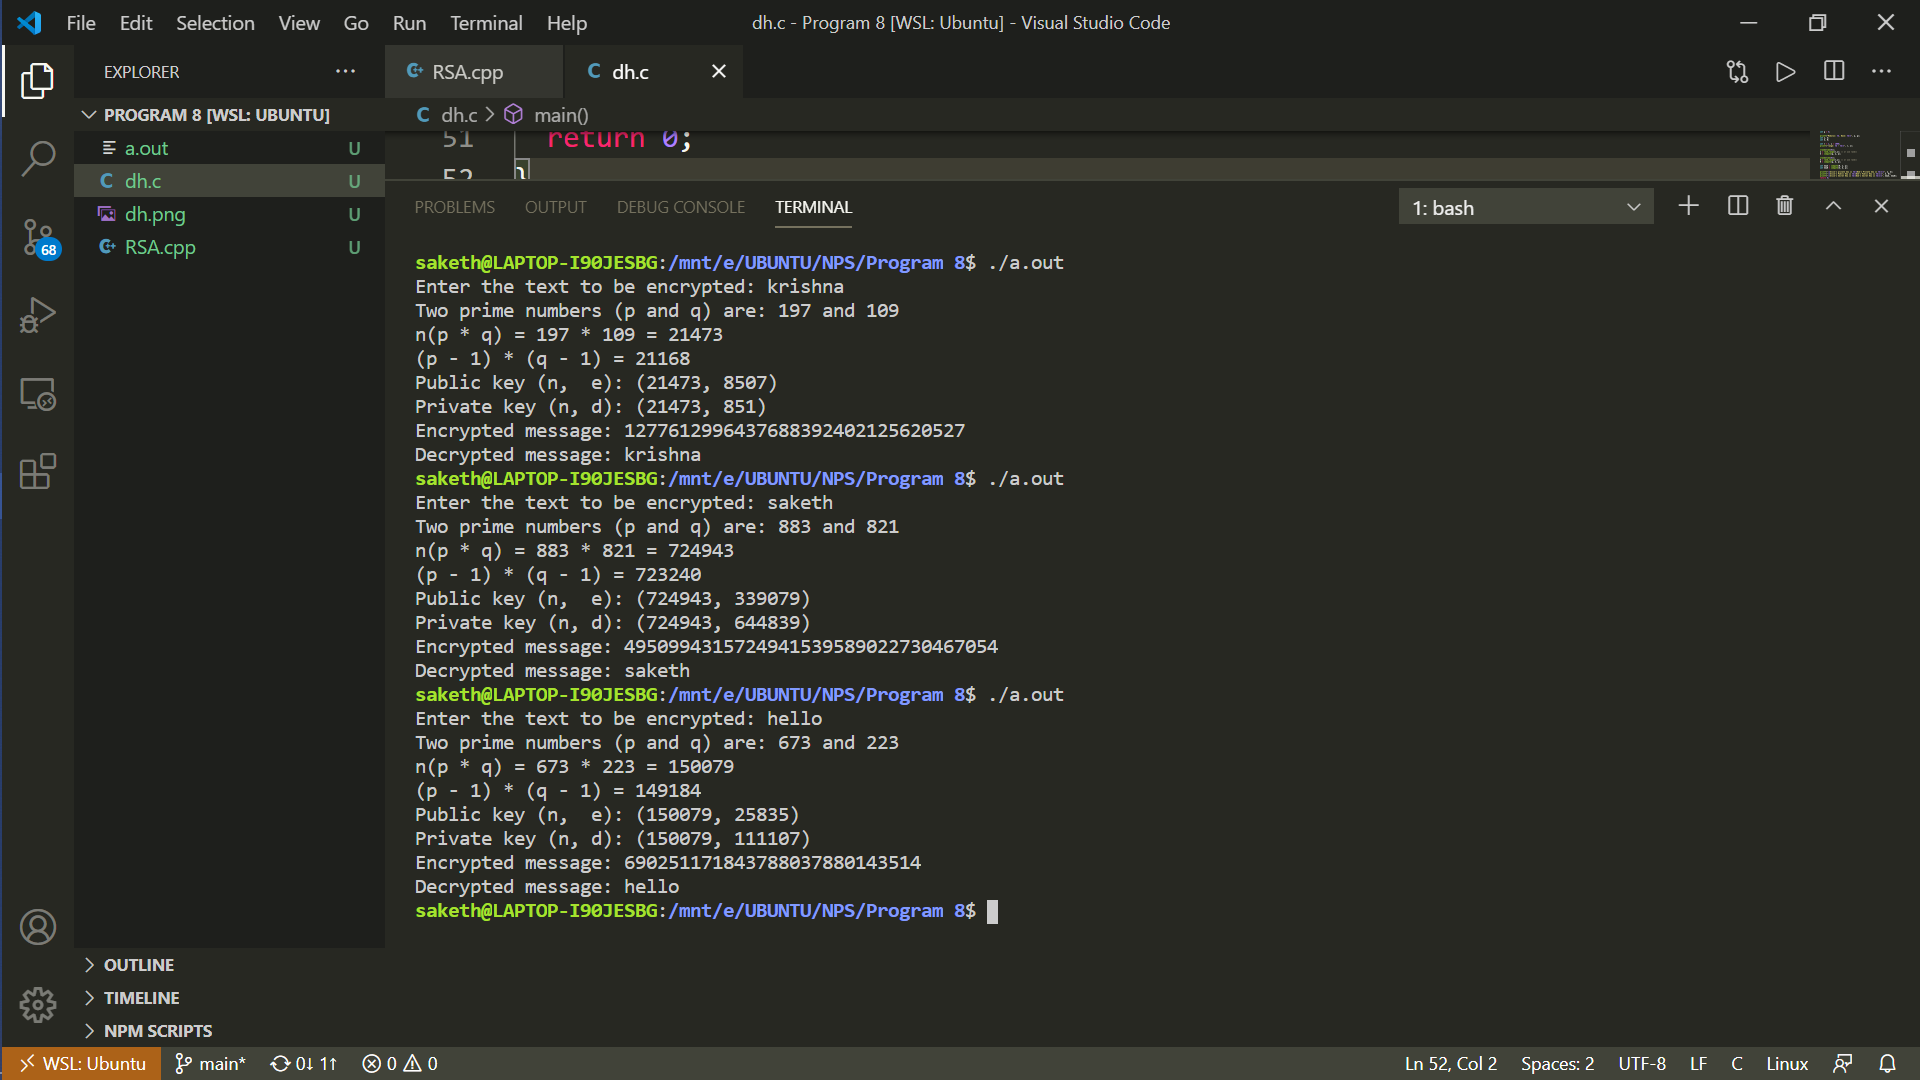 File Edit Selection View Go Run Terminal Help
dh.c - Program 8 [WSL: Ubuntu] - Visual Studio Code
EXPLORER
RSA.cpp
dh.c
PROGRAM 8 [WSL: UBUNTU]
a.out U
dh.c U
dh.png U
RSA.cpp U
68
OUTLINE
TIMELINE
NPM SCRIPTS
dh.c > main()
51 return 0;
52 }
PROBLEMS OUTPUT DEBUG CONSOLE TERMINAL
1: bash
saketh@LAPTOP-I90JESBG:/mnt/e/UBUNTU/NPS/Program 8$ ./a.out
Enter the text to be encrypted: krishna
Two prime numbers (p and q) are: 197 and 109
n(p * q) = 197 * 109 = 21473
(p - 1) * (q - 1) = 21168
Public key (n,  e): (21473, 8507)
Private key (n, d): (21473, 851)
Encrypted message: 1277612996437688392402125620527
Decrypted message: krishna
saketh@LAPTOP-I90JESBG:/mnt/e/UBUNTU/NPS/Program 8$ ./a.out
Enter the text to be encrypted: saketh
Two prime numbers (p and q) are: 883 and 821
n(p * q) = 883 * 821 = 724943
(p - 1) * (q - 1) = 723240
Public key (n,  e): (724943, 339079)
Private key (n, d): (724943, 644839)
Encrypted message: 4950994315724941539589022730467054
Decrypted message: saketh
saketh@LAPTOP-I90JESBG:/mnt/e/UBUNTU/NPS/Program 8$ ./a.out
Enter the text to be encrypted: hello
Two prime numbers (p and q) are: 673 and 223
n(p * q) = 673 * 223 = 150079
(p - 1) * (q - 1) = 149184
Public key (n,  e): (150079, 25835)
Private key (n, d): (150079, 111107)
Encrypted message: 690251171843788037880143514
Decrypted message: hello
saketh@LAPTOP-I90JESBG:/mnt/e/UBUNTU/NPS/Program 8$
WSL: Ubuntu main* 0↓ 1↑ 0 0
Ln 52, Col 2 Spaces: 2 UTF-8 LF C Linux